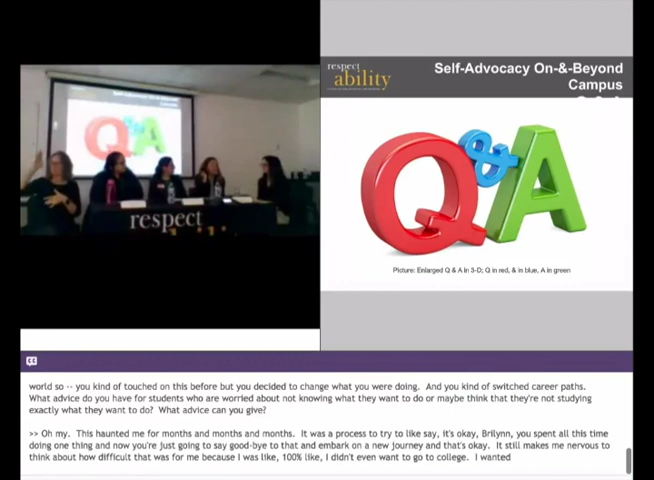 respect
ability
Self-Advocacy On-&-Beyond
Campus
Q&A
Picture: Enlarged Q & A in 3-D; Q in red, & in blue, A in green
Q&A
respect
world so -- you kind of touched on this before but you decided to change what you were doing.  And you kind of switched career paths.
What advice do you have for students who are worried about not knowing what they want to do or maybe think that they're not studying
exactly what they want to do?  What advice can you give?
>> Oh my.  This haunted me for months and months and months.  It was a process to try to like say, it's okay, Brilynn, you spent all this time
doing one thing and now you're just going to say good-bye to that and embark on a new journey and that's okay.  It still makes me nervous to
think about how difficult that was for me because I was like, 100% like, I didn't even want to go to college.  I wanted